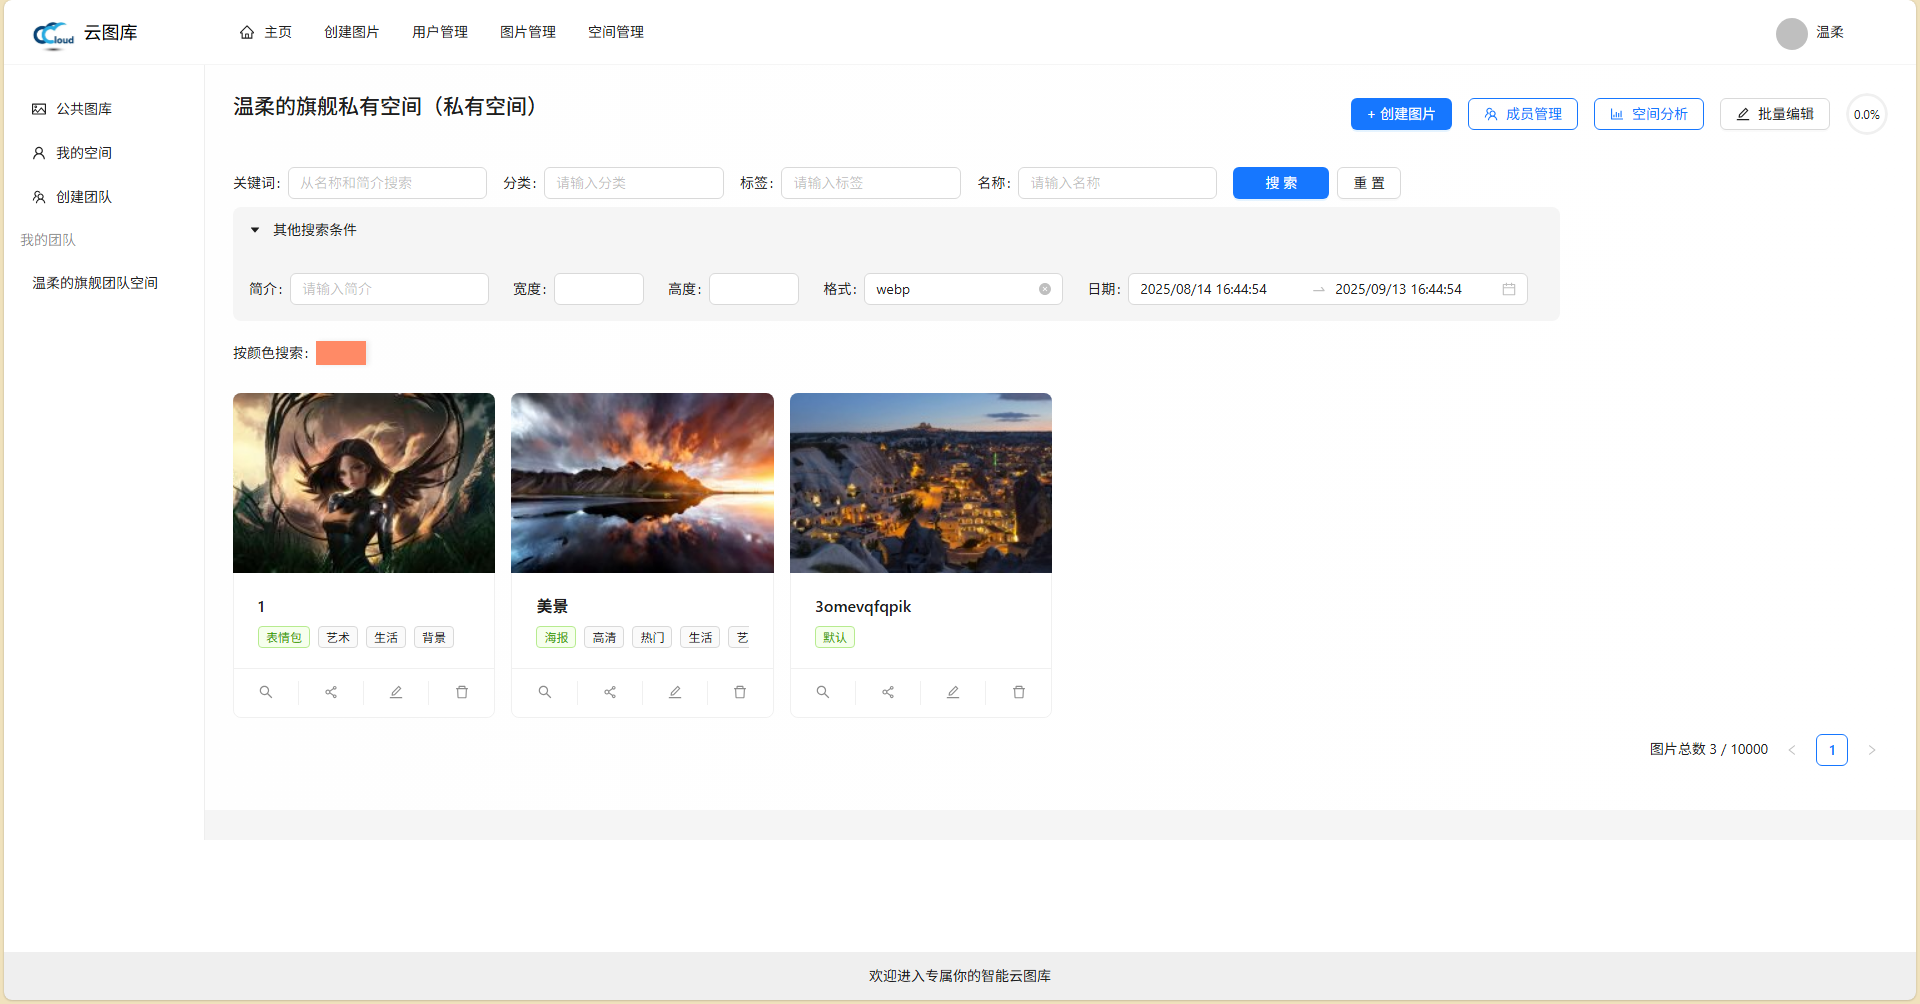 Cloud 云图库 主页 创建图片 用户管理 图片管理 空间管理 温柔
公共图库
我的空间
创建团队
我的团队
温柔的旗舰团队空间
温柔的旗舰私有空间（私有空间）
+ 创建图片 成员管理 空间分析 批量编辑 0.0%
关键词: 从名称和简介搜索 分类: 请输入分类 标签: 请输入标签 名称: 请输入名称 搜 索 重 置
其他搜索条件
简介: 请输入简介 宽度: 高度: 格式: webp 日期: 2025/08/14 16:44:54 2025/09/13 16:44:54
按颜色搜索:
1
表情包 艺术 生活 背景
美景
海报 高清 热门 生活 艺
3omevqfqpik
默认
图片总数 3 / 10000 1
欢迎进入专属你的智能云图库